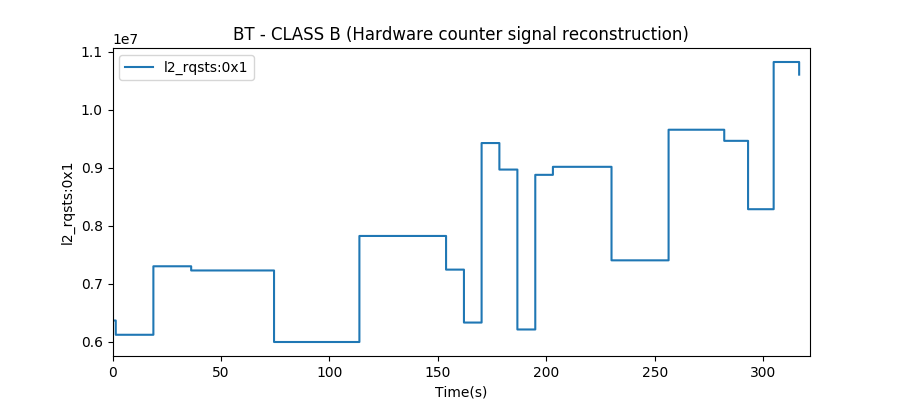 BT - CLASS B (Hardware counter signal reconstruction)
1e7
1.1
1.0
0.9
0.8
0.7
0.6
l2_rqsts:0x1
l2_rqsts:0x1
0 50 100 150 200 250 300
Time(s)